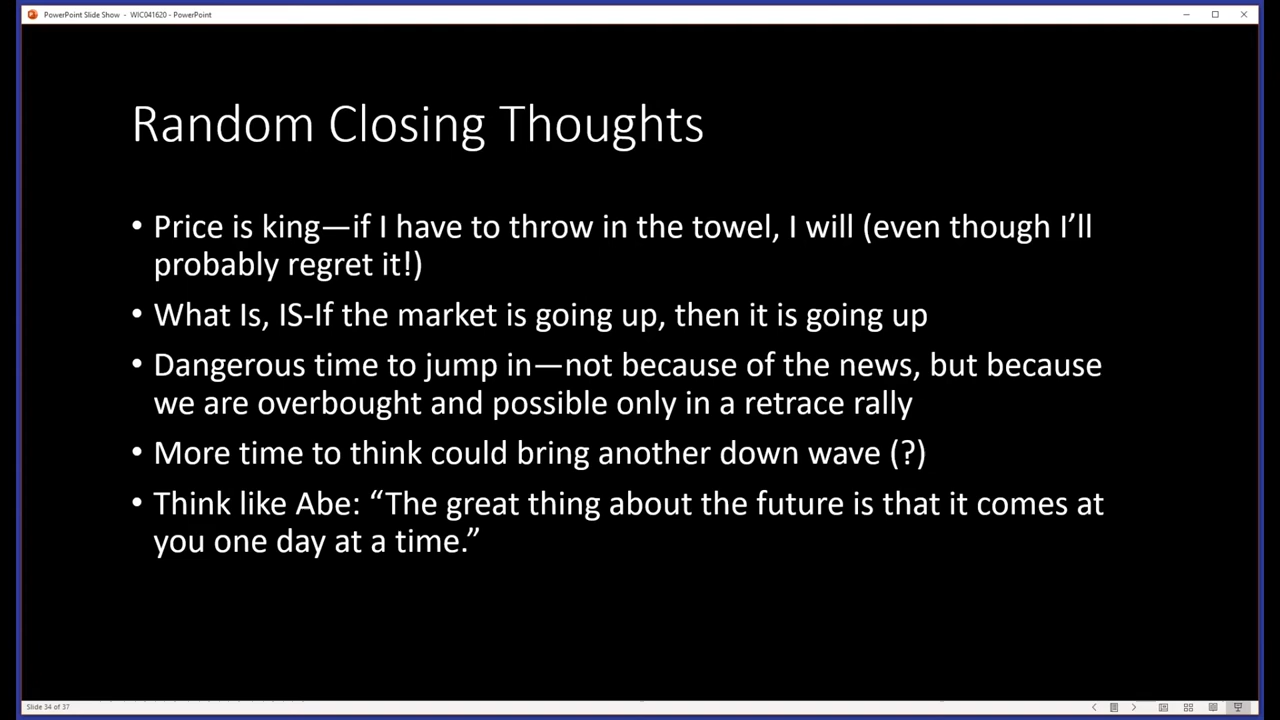 PowerPoint Slide Show - WIC041620 - PowerPoint
Random Closing Thoughts
• Price is king—if I have to throw in the towel, I will (even though I’ll
probably regret it!)
• What Is, IS-If the market is going up, then it is going up
• Dangerous time to jump in—not because of the news, but because
we are overbought and possible only in a retrace rally
• More time to think could bring another down wave (?)
• Think like Abe: “The great thing about the future is that it comes at
you one day at a time.”
Slide 34 of 37